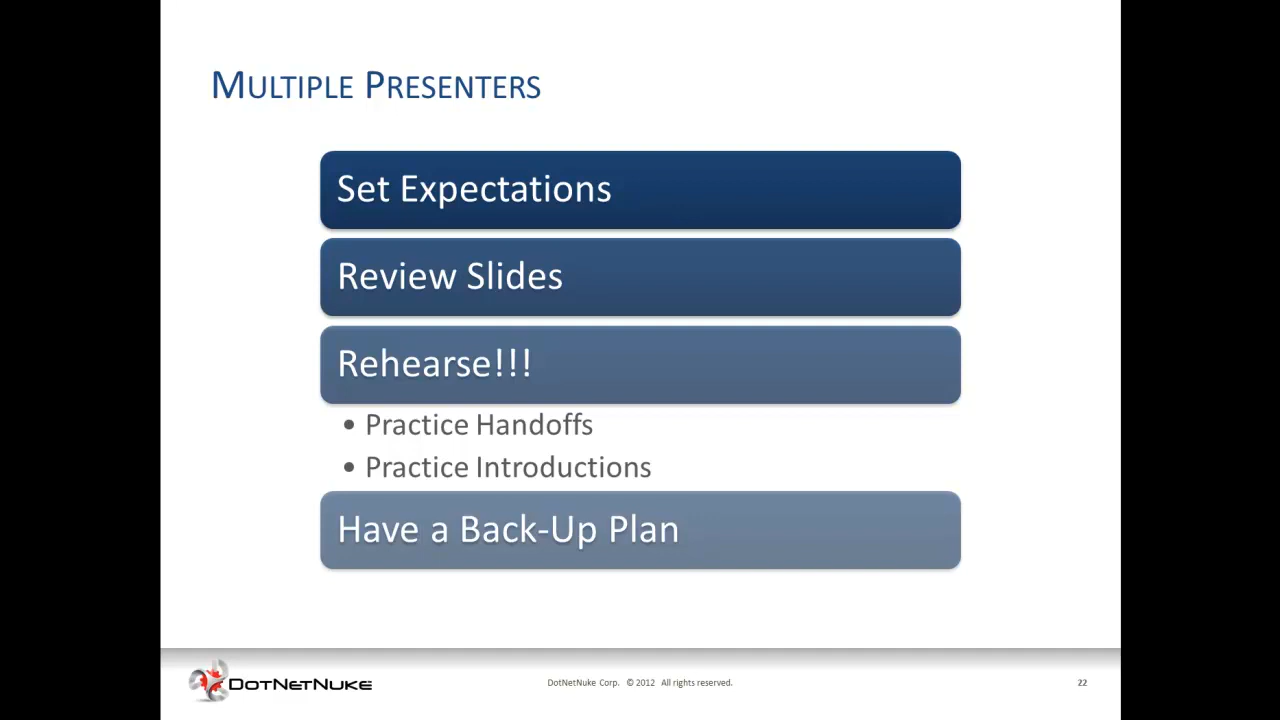 Multiple Presenters
Set Expectations
Review Slides
Rehearse!!!
• Practice Handoffs
• Practice Introductions
Have a Back-Up Plan
DotNetNuke
DotNetNuke Corp. © 2012 All rights reserved.
22